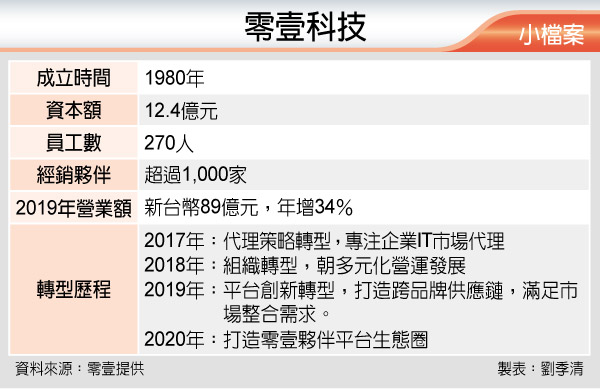 零壹科技
小檔案
成立時間 1980年
資本額 12.4億元
員工數 270人
經銷夥伴 超過1,000家
2019年營業額 新台幣89億元，年增34%
轉型歷程
2017年：代理策略轉型，專注企業IT市場代理
2018年：組織轉型，朝多元化營運發展
2019年：平台創新轉型，打造跨品牌供應鏈，滿足市
場整合需求。
2020年：打造零壹夥伴平台生態圈
資料來源：零壹提供
製表：劉季清